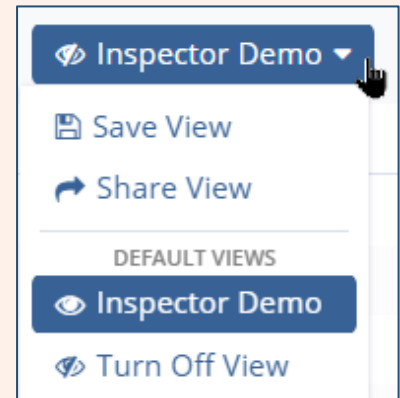 Inspector Demo
Save View
Share View
DEFAULT VIEWS
Inspector Demo
Turn Off View